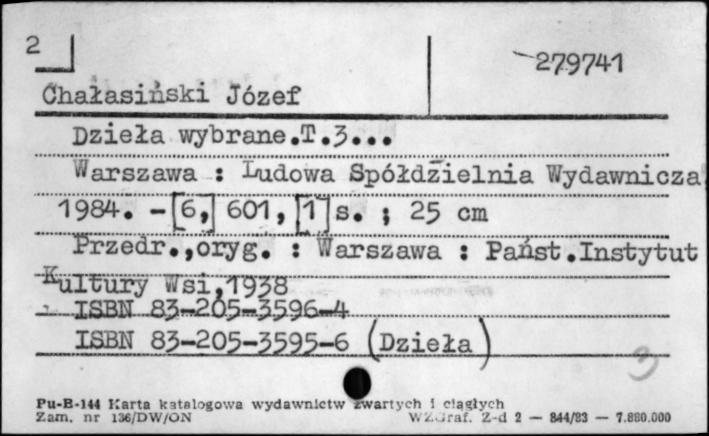 2
279741
Chałasiński Józef
Dzieła wybrane.T.3...
Warszawa : Ludowa Spółdzielnia Wydawnicza,
1984. - [6,] 601, [1] s. ; 25 cm
Przedr.,oryg. : Warszawa : Państ.Instytut
Kultury Wsi,1938
ISBN 83-205-3596-4
ISBN 83-205-3595-6 (Dzieła)
3
Pu-B-144 Karta katalogowa wydawnictw zwartych i ciągłych
Zam. nr 136/DW/ON WZGraf. Z-d 2 — 844/83 — 7.880.000